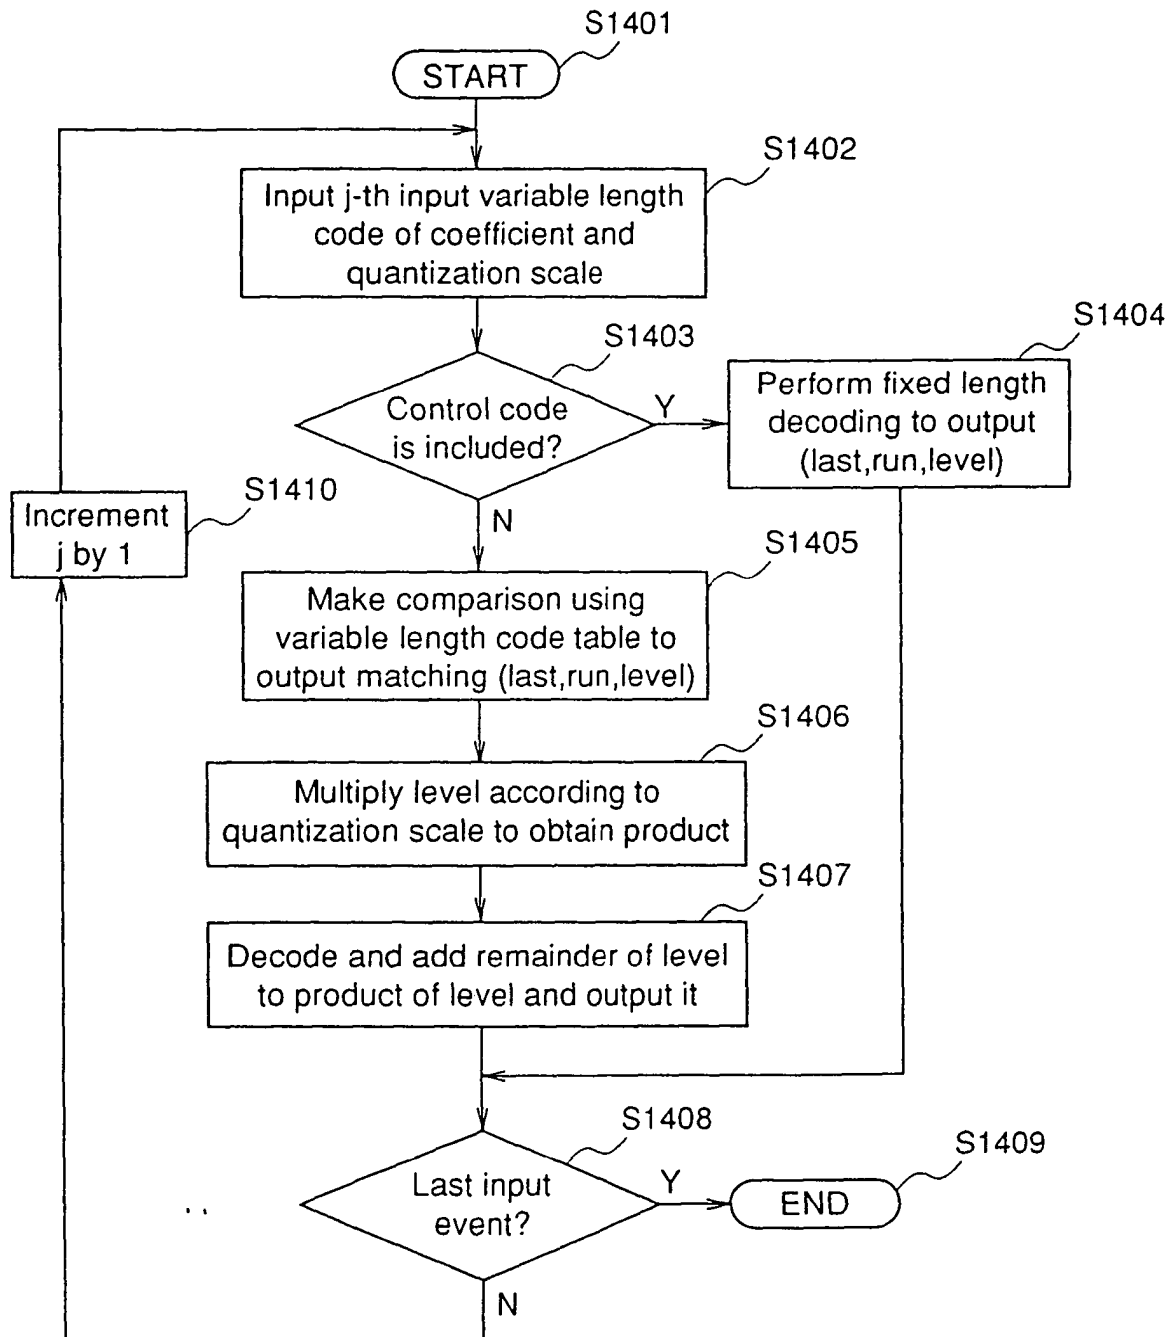 S1401
START
S1402
Input j-th input variable length
code of coefficient and
quantization scale
S1403
Control code
is included?
Y
N
S1404
Perform fixed length
decoding to output
(last,run,level)
S1410
Increment
j by 1
S1405
Make comparison using
variable length code table to
output matching (last,run,level)
S1406
Multiply level according to
quantization scale to obtain product
S1407
Decode and add remainder of level
to product of level and output it
S1408
Last input
event?
Y
N
S1409
END